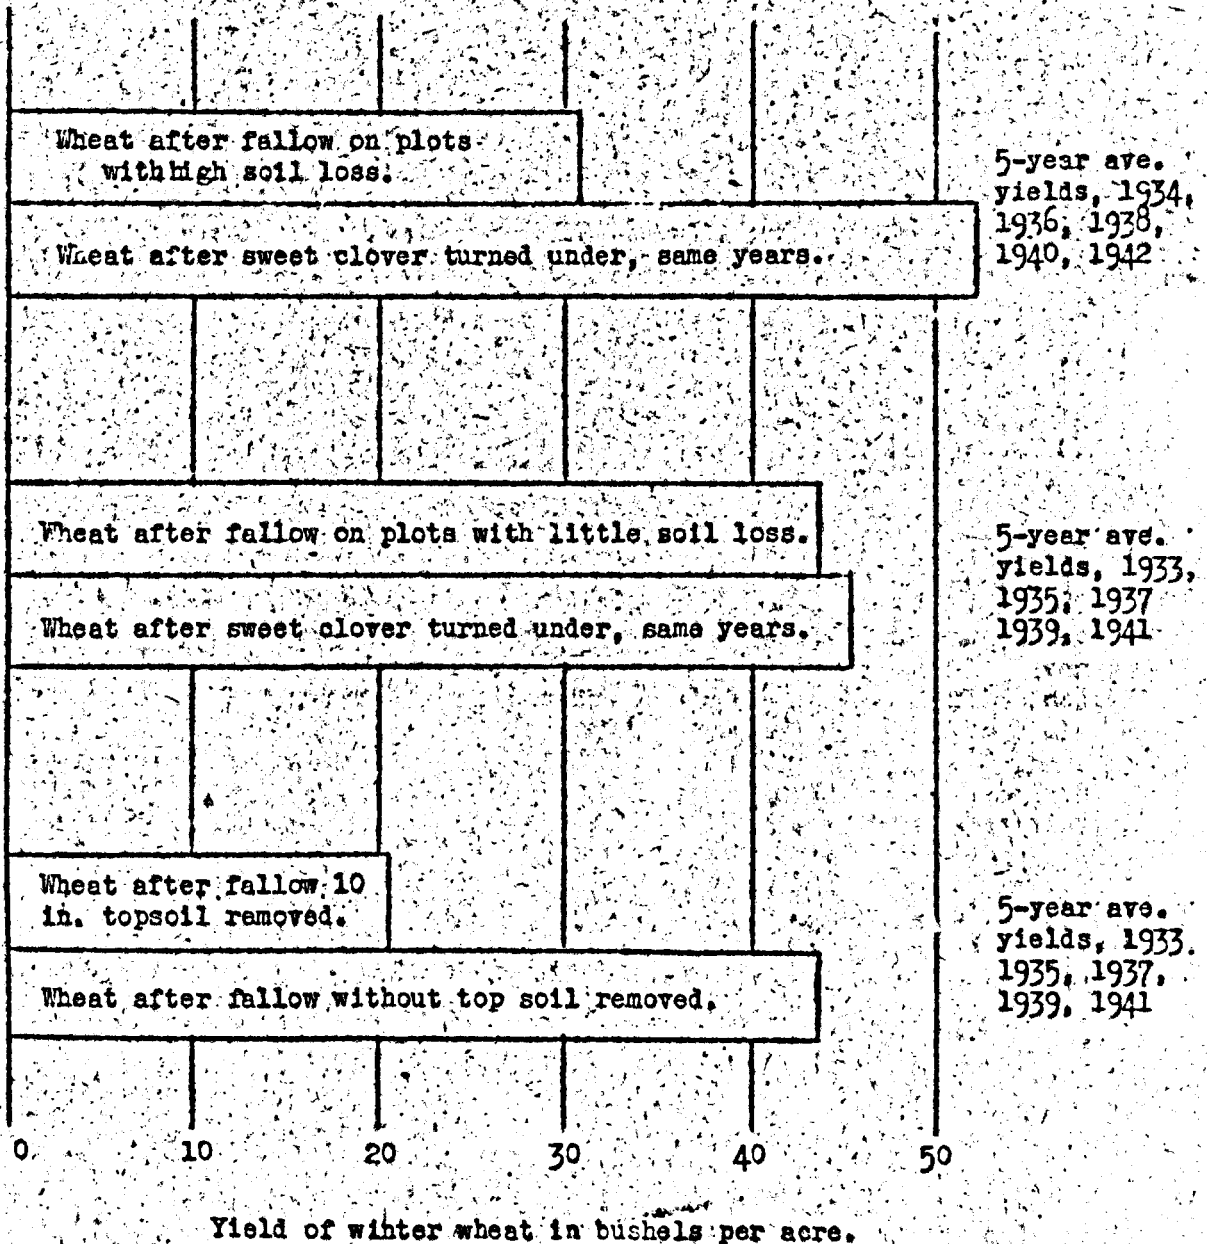 Wheat after fallow on plots
with high soil loss.
Wheat after sweet clover turned under, same years.
5-year ave.
yields, 1934,
1936, 1938,
1940, 1942
Wheat after fallow on plots with little soil loss.
Wheat after sweet clover turned under, same years.
5-year ave.
yields, 1933,
1935, 1937
1939, 1941
Wheat after fallow 10
in. topsoil removed.
Wheat after fallow without top soil removed.
5-year ave.
yields, 1933.
1935, 1937,
1939, 1941
0 10 20 30 40 50
Yield of winter wheat in bushels per acre.